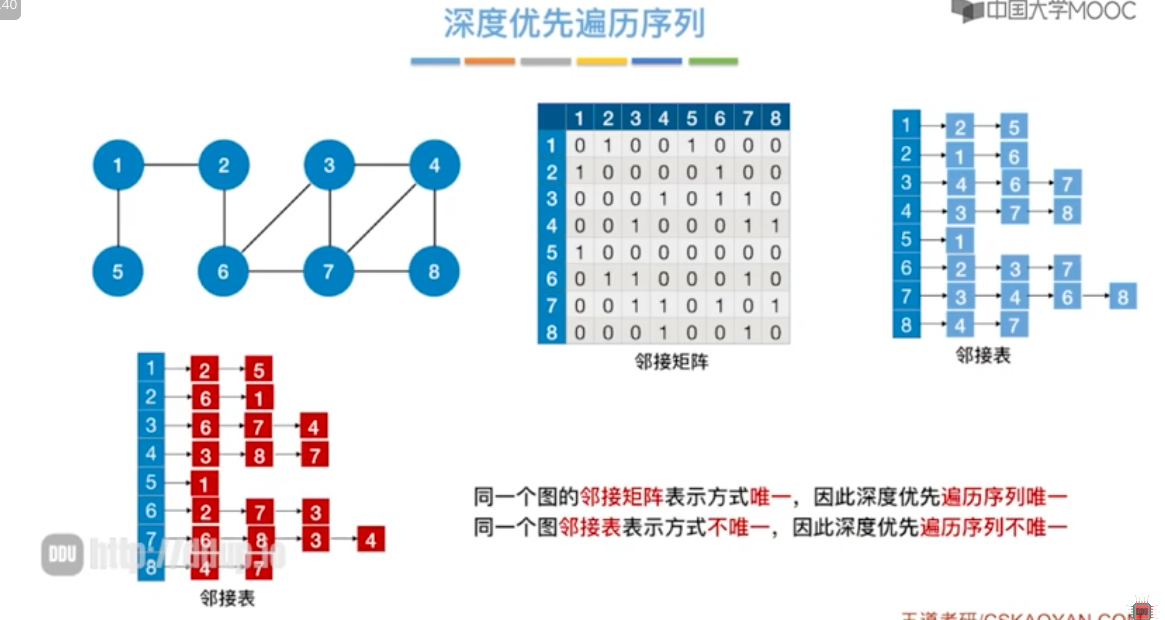 40
深度优先遍历序列
中国大学MOOC
1 2 3 4
5 6 7 8
1 2 3 4 5 6 7 8
1 0 1 0 0 1 0 0 0
2 1 0 0 0 0 1 0 0
3 0 0 0 1 0 1 1 0
4 0 0 1 0 0 0 1 1
5 1 0 0 0 0 0 0 0
6 0 1 1 0 0 0 1 0
7 0 0 1 1 0 1 0 1
8 0 0 0 1 0 0 1 0
邻接矩阵
1 2 5
2 1 6
3 4 6 7
4 3 7 8
5 1
6 2 3 7
7 3 4 6 8
8 4 7
邻接表
1 2 5
2 6 1
3 6 7 4
4 3 8 7
5 1
6 2 7 3
7 6 8 3 4
8 4 7
邻接表
同一个图的邻接矩阵表示方式唯一，因此深度优先遍历序列唯一
同一个图邻接表表示方式不唯一，因此深度优先遍历序列不唯一
DDU
王道考研/CSKAOYAN.COM